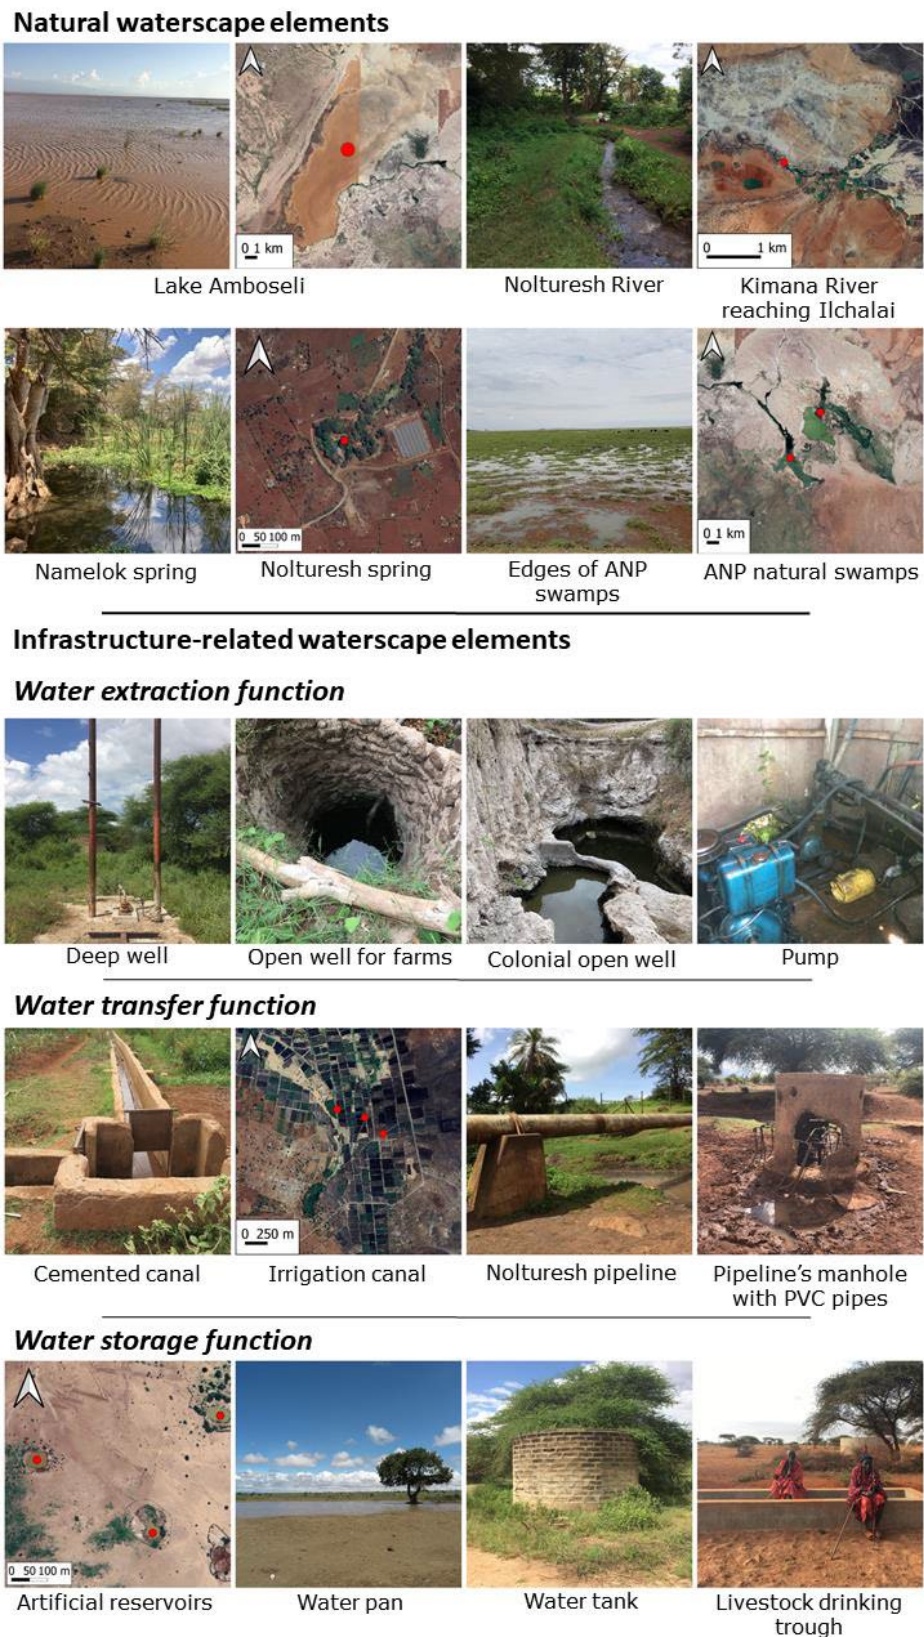 Natural waterscape elements
0 1 km
0 1 km
Lake Amboseli
Nolturesh River
Kimana River
reaching Ilchalai
0 50 100 m
0 1 km
Namelok spring
Nolturesh spring
Edges of ANP
swamps
ANP natural swamps
Infrastructure-related waterscape elements
Water extraction function
Deep well
Open well for farms
Colonial open well
Pump
Water transfer function
0 250 m
Cemented canal
Irrigation canal
Nolturesh pipeline
Pipeline's manhole
with PVC pipes
Water storage function
0 50 100 m
Artificial reservoirs
Water pan
Water tank
Livestock drinking
trough